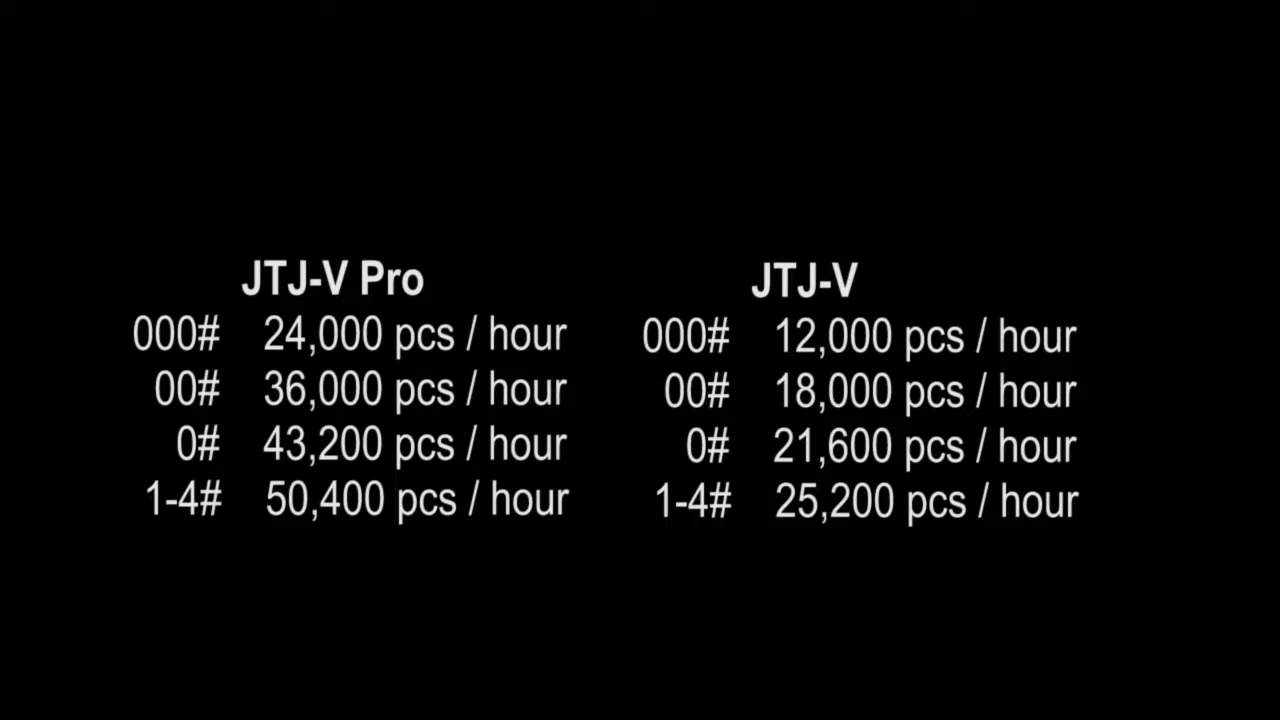 JTJ-V Pro
000# 24,000 pcs / hour
00# 36,000 pcs / hour
0# 43,200 pcs / hour
1-4# 50,400 pcs / hour
JTJ-V
000# 12,000 pcs / hour
00# 18,000 pcs / hour
0# 21,600 pcs / hour
1-4# 25,200 pcs / hour